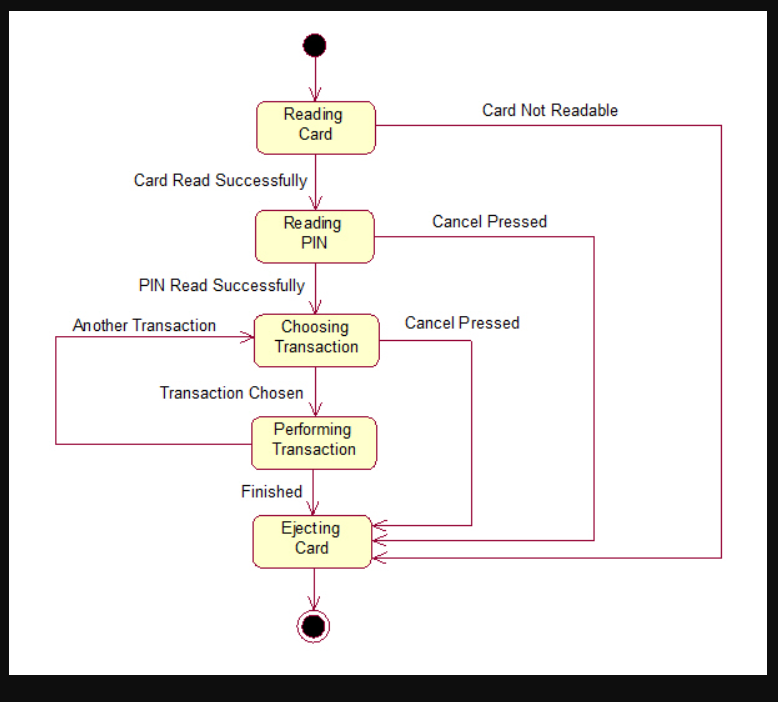 Reading
Card
Card Not Readable
Card Read Successfully
Reading
PIN
Cancel Pressed
PIN Read Successfully
Another Transaction
Choosing
Transaction
Cancel Pressed
Transaction Chosen
Performing
Transaction
Finished
Ejecting
Card